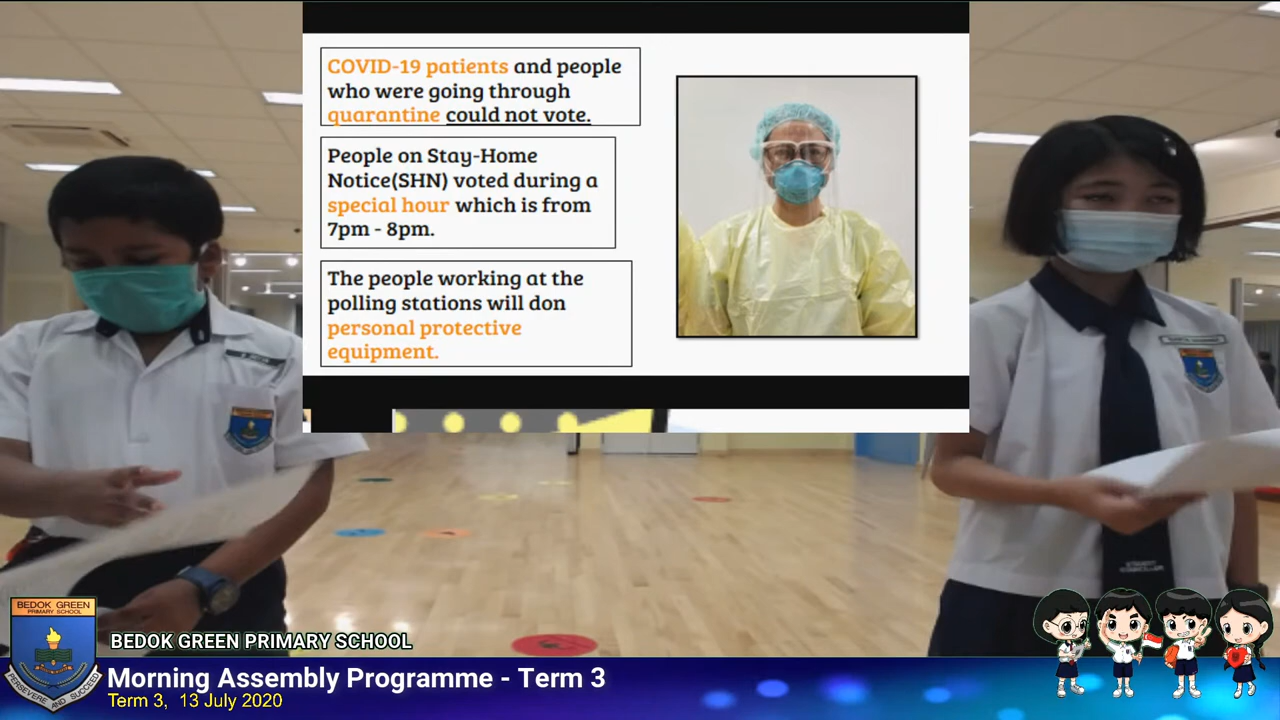 COVID-19 patients and people
who were going through
quarantine could not vote.
People on Stay-Home
Notice(SHN) voted during a
special hour which is from
7pm - 8pm.
The people working at the
polling stations will don
personal protective
equipment.
BEDOK GREEN
PRIMARY SCHOOL
PERSEVERE AND SUCCEED
BEDOK GREEN PRIMARY SCHOOL
Morning Assembly Programme - Term 3
Term 3, 13 July 2020